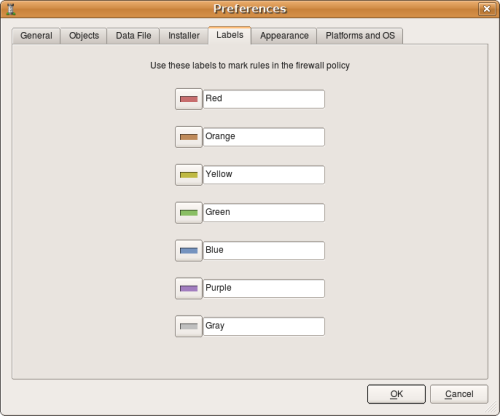 Preferences
General Objects Data File Installer Labels Appearance Platforms and OS
Use these labels to mark rules in the firewall policy
Red
Orange
Yellow
Green
Blue
Purple
Gray
OK Cancel